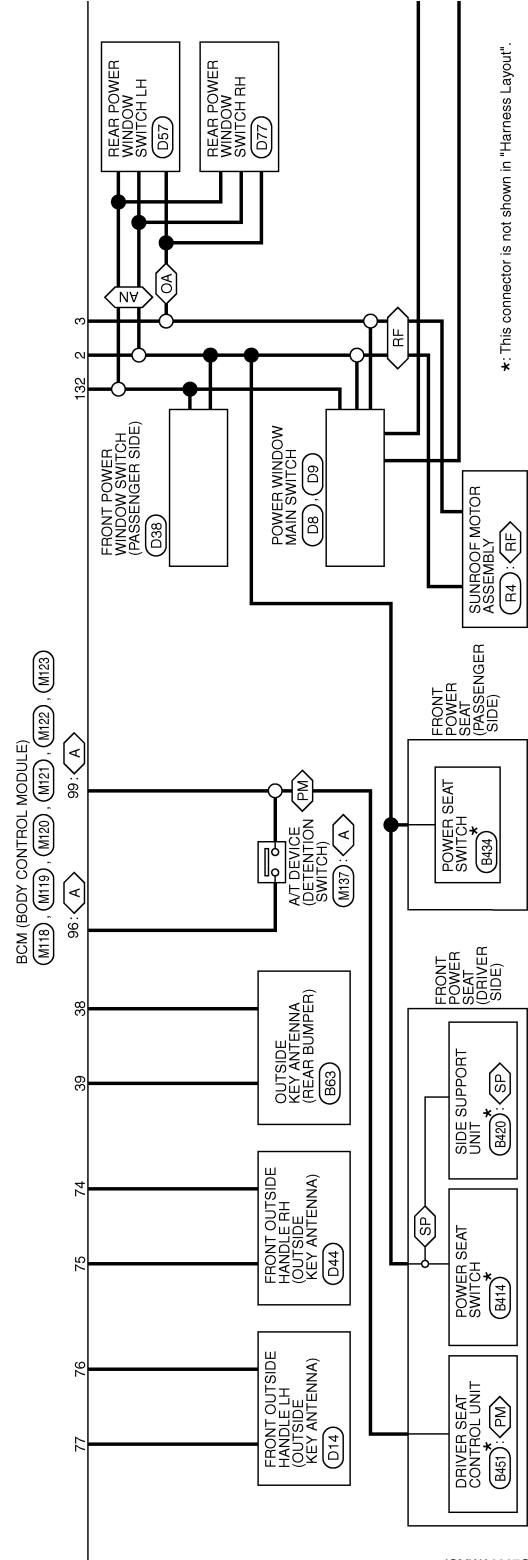 BCM (BODY CONTROL MODULE)
M118 , M119 , M120 , M121 , M122 , M123
77
76
75
74
39
38
96: A
99: A
132
2
3
FRONT OUTSIDE
HANDLE LH
(OUTSIDE
KEY ANTENNA)
D14
FRONT OUTSIDE
HANDLE RH
(OUTSIDE
KEY ANTENNA)
D44
OUTSIDE
KEY ANTENNA
(REAR BUMPER)
B63
A/T DEVICE
(DETENTION
SWITCH)
M137 : A
PM
FRONT POWER
WINDOW SWITCH
(PASSENGER SIDE)
D38
POWER WINDOW
MAIN SWITCH
D8 , D9
AN
OA
RF
REAR POWER
WINDOW
SWITCH LH
D57
REAR POWER
WINDOW
SWITCH RH
D77
FRONT
POWER
SEAT
(DRIVER
SIDE)
DRIVER SEAT
CONTROL UNIT
★
B451 : PM
POWER SEAT
SWITCH
★
B414
SP
SIDE SUPPORT
UNIT
★
B420 : SP
FRONT
POWER
SEAT
(PASSENGER
SIDE)
POWER SEAT
SWITCH
★
B434
SUNROOF MOTOR
ASSEMBLY
R4 : RF
★: This connector is not shown in "Harness Layout".